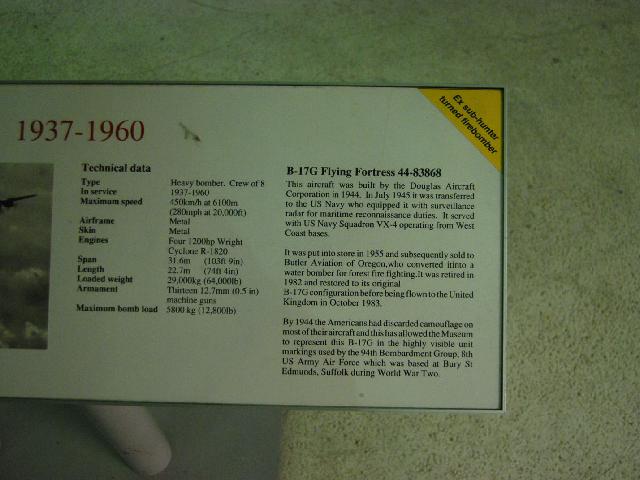 Ex sub-hunter
turned firebomber
1937-1960
Technical data
Type Heavy bomber. Crew of 8
In service 1937-1960
Maximum speed 450km/h at 6100m
(280mph at 20,000ft)
Airframe Metal
Skin Metal
Engines Four 1200hp Wright
Cyclone R-1820
Span 31.6m (103ft 9in)
Length 22.7m (74ft 4in)
Loaded weight 29,000kg (64,000lb)
Armament Thirteen 12.7mm (0.5 in)
machine guns
Maximum bomb load 5800 kg (12,800lb)
B-17G Flying Fortress 44-83868
This aircraft was built by the Douglas Aircraft
Corporation in 1944. In July 1945 it was transferred
to the US Navy who equipped it with surveillance
radar for maritime reconnaissance duties. It served
with US Navy Squadron VX-4 operating from West
Coast bases.
It was put into store in 1955 and subsequently sold to
Butler Aviation of Oregon, who converted it into a
water bomber for forest fire fighting. It was retired in
1982 and restored to its original
B-17G configuration before being flown to the United
Kingdom in October 1983.
By 1944 the Americans had discarded camouflage on
most of their aircraft and this has allowed the Museum
to represent this B-17G in the highly visible unit
markings used by the 94th Bombardment Group, 8th
US Army Air Force which was based at Bury St
Edmunds, Suffolk during World War Two.